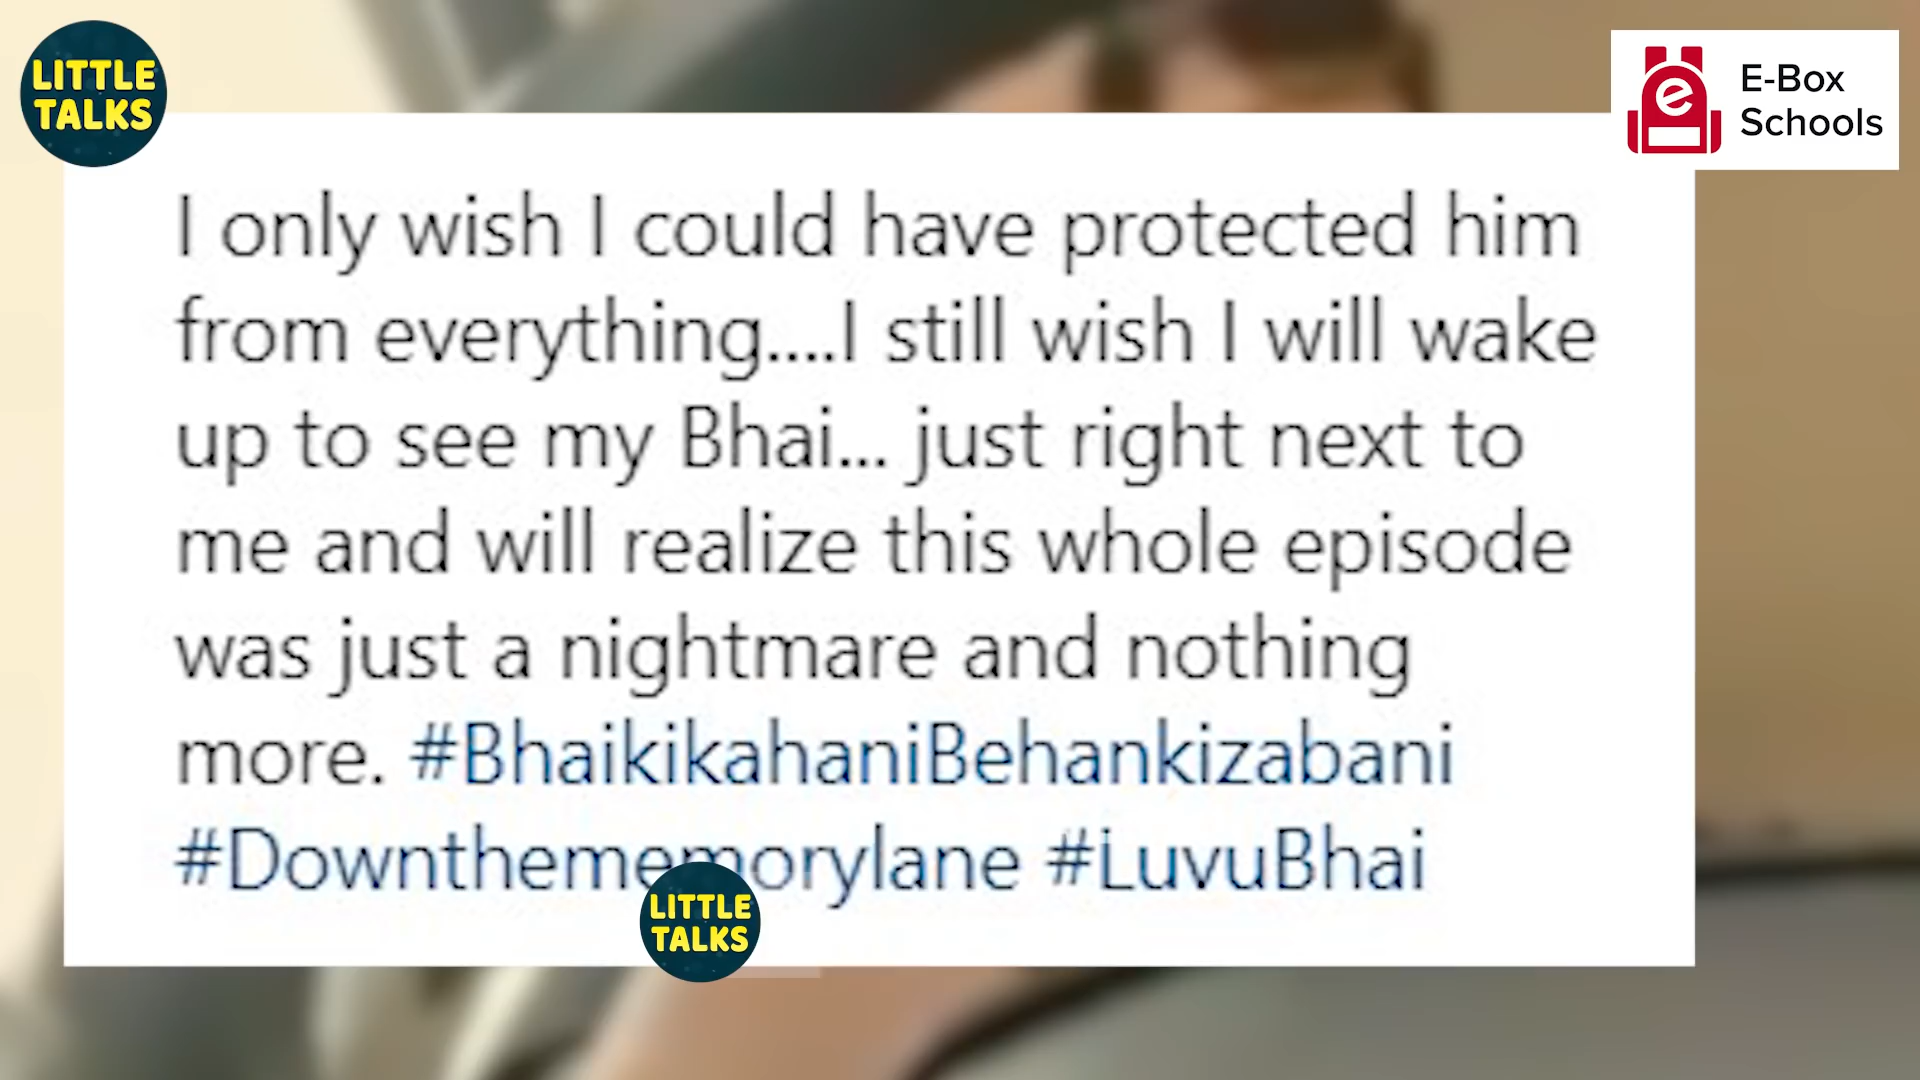 LITTLE
TALKS
E-Box
Schools
I only wish I could have protected him
from everything....I still wish I will wake
up to see my Bhai... just right next to
me and will realize this whole episode
was just a nightmare and nothing
more. #BhaikikahaniBehankizabani
#Downthememorylane #LuvuBhai
LITTLE
TALKS